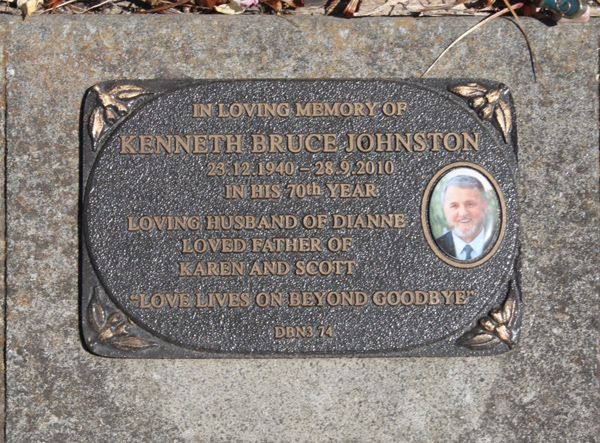 IN LOVING MEMORY OF
KENNETH BRUCE JOHNSTON
23.12.1940 – 28.9.2010
IN HIS 70th YEAR
LOVING HUSBAND OF DIANNE
LOVED FATHER OF
KAREN AND SCOTT
"LOVE LIVES ON BEYOND GOODBYE"
DBN3 74